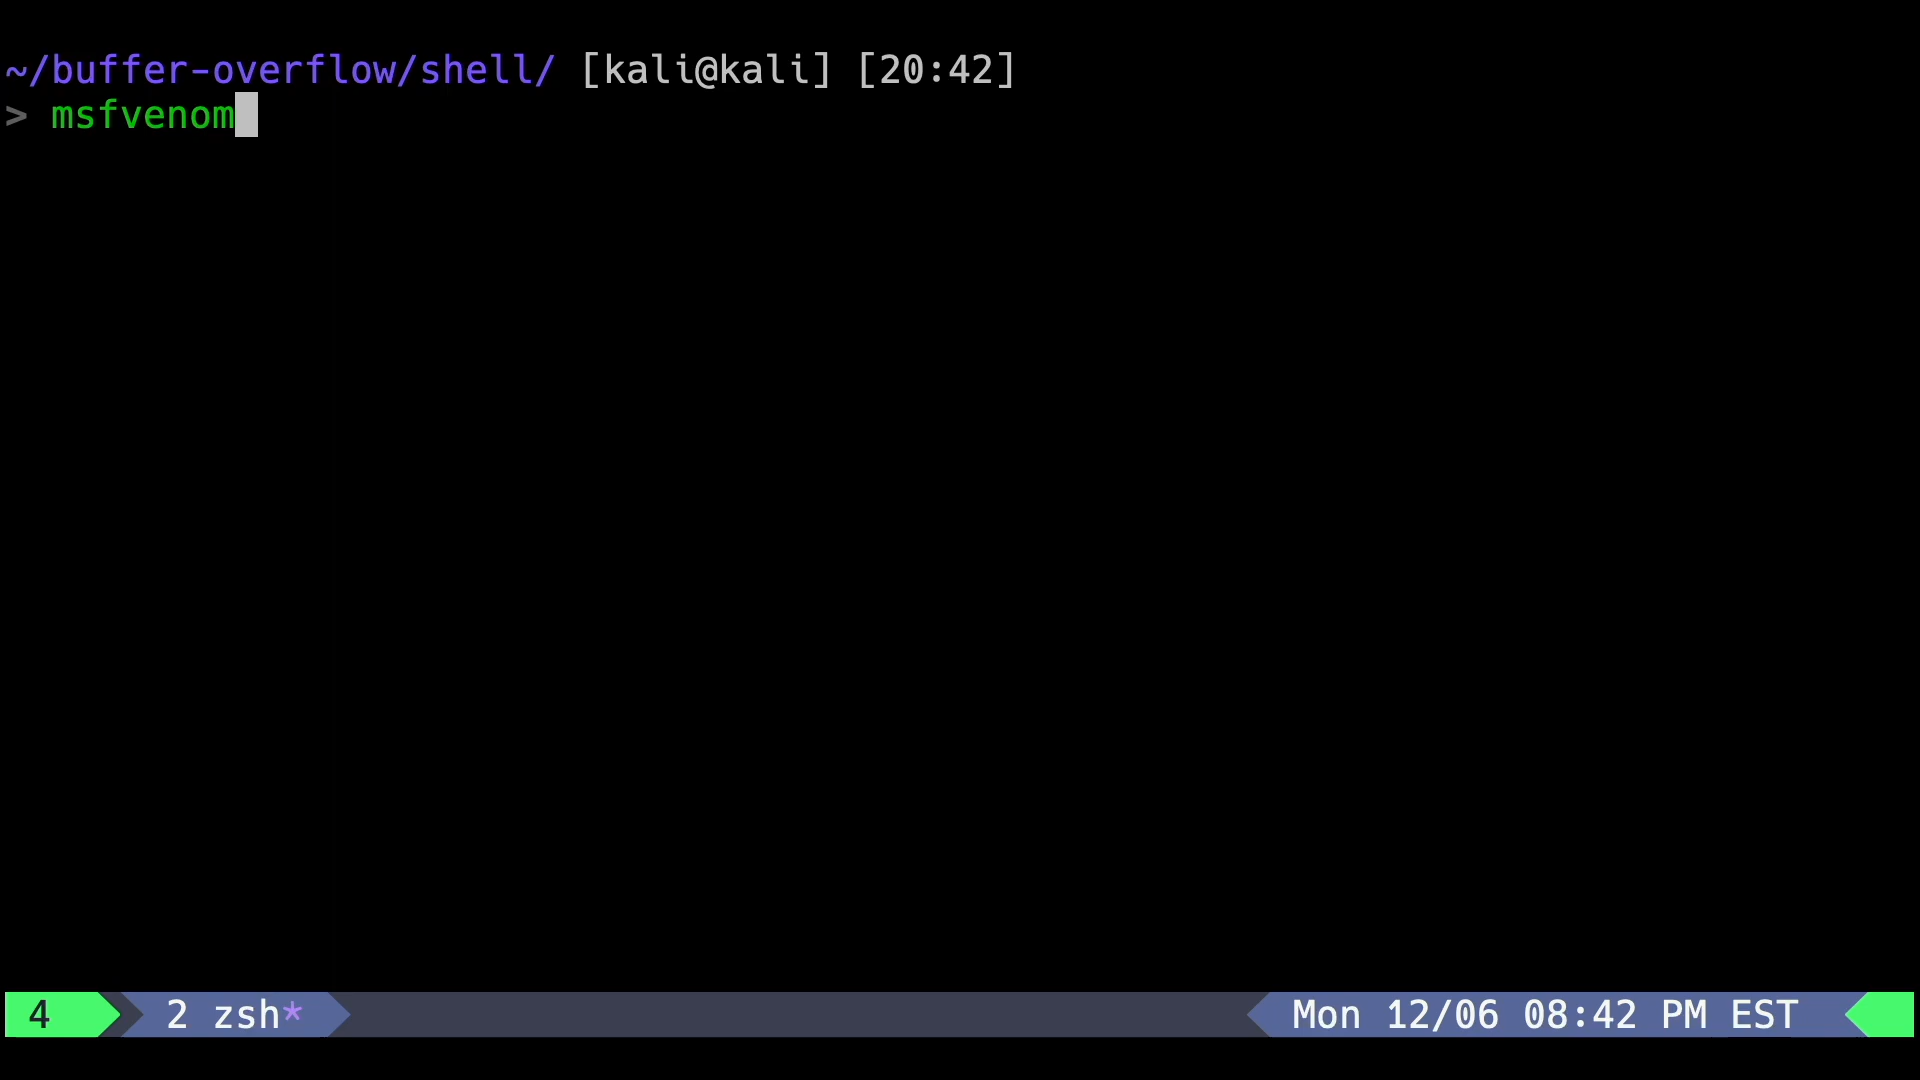 ~/buffer-overflow/shell/ [kali@kali] [20:42]
> msfvenom
4 2 zsh* Mon 12/06 08:42 PM EST